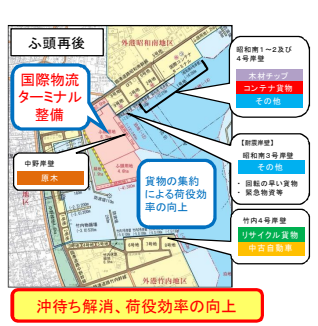 ふ頭再後
外港昭和南地区
国際物流
ターミナル
整備
昭和南1~2及び
4号岸壁
木材チップ
コンテナ貨物
その他
【耐震岸壁】
昭和南3号岸壁
その他
・ 回転の早い貨物
・ 緊急物資等
中野岸壁
原木
貨物の集約
による荷役効
率の向上
竹内4号岸壁
リサイクル貨物
中古自動車
外港竹内地区
沖待ち解消、荷役効率の向上